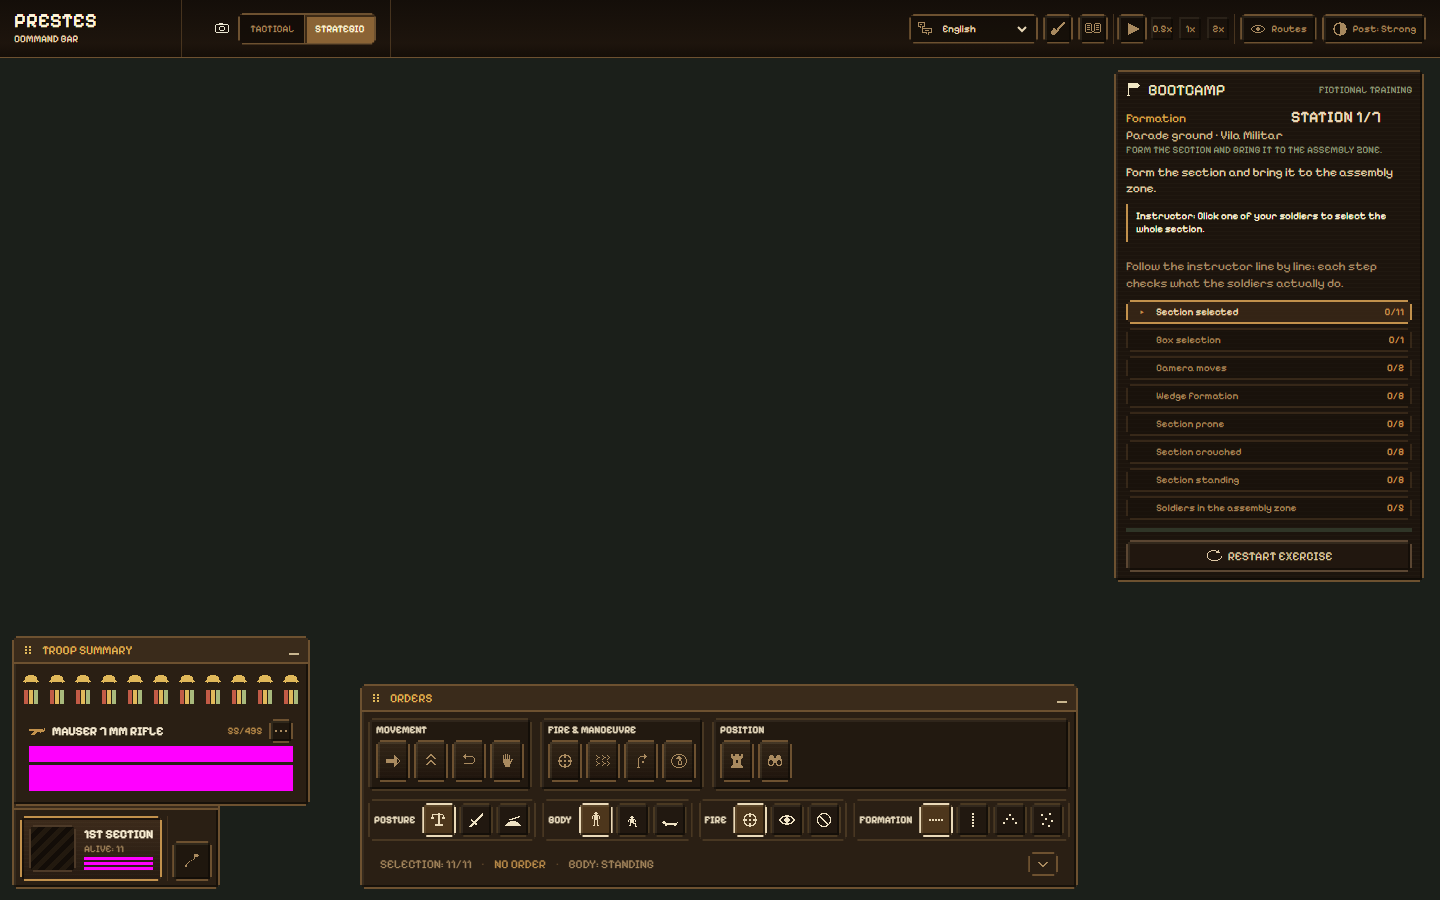 PRESTES
COMMAND BAR
TACTICAL
STRATEGIC
English
0.5x
1x
2x
Routes
Post: Strong
BOOTCAMP
FICTIONAL TRAINING
Formation
STATION 1/7
Parade ground · Vila Militar
FORM THE SECTION AND BRING IT TO THE ASSEMBLY ZONE.
Form the section and bring it to the assembly
zone.
Instructor: Click one of your soldiers to select the
whole section.
Follow the instructor line by line: each step
checks what the soldiers actually do.
Section selected 0/11
Box selection 0/1
Camera moves 0/2
Wedge formation 0/8
Section prone 0/8
Section crouched 0/8
Section standing 0/8
Soldiers in the assembly zone 0/9
RESTART EXERCISE
TROOP SUMMARY
MAUSER 7 MM RIFLE
55/495
1ST SECTION
ALIVE: 11
ORDERS
MOVEMENT
FIRE & MANOEUVRE
POSITION
POSTURE
BODY
FIRE
FORMATION
SELECTION: 11/11 · NO ORDER · BODY: STANDING